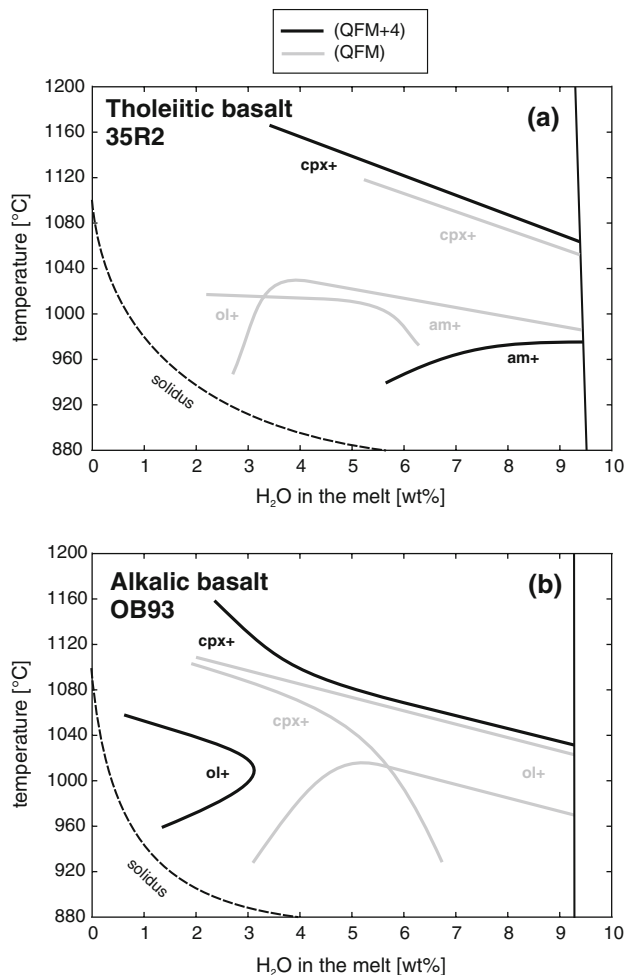 (QFM+4)
(QFM)
1200
1160
1120
1080
1040
1000
960
920
880
temperature [°C]
Tholeiitic basalt
35R2
(a)
cpx+
cpx+
ol+
am+
am+
solidus
0 1 2 3 4 5 6 7 8 9 10
H₂O in the melt [wt%]
1200
1160
1120
1080
1040
1000
960
920
880
temperature [°C]
Alkalic basalt
OB93
(b)
cpx+
cpx+
ol+
ol+
solidus
0 1 2 3 4 5 6 7 8 9 10
H₂O in the melt [wt%]